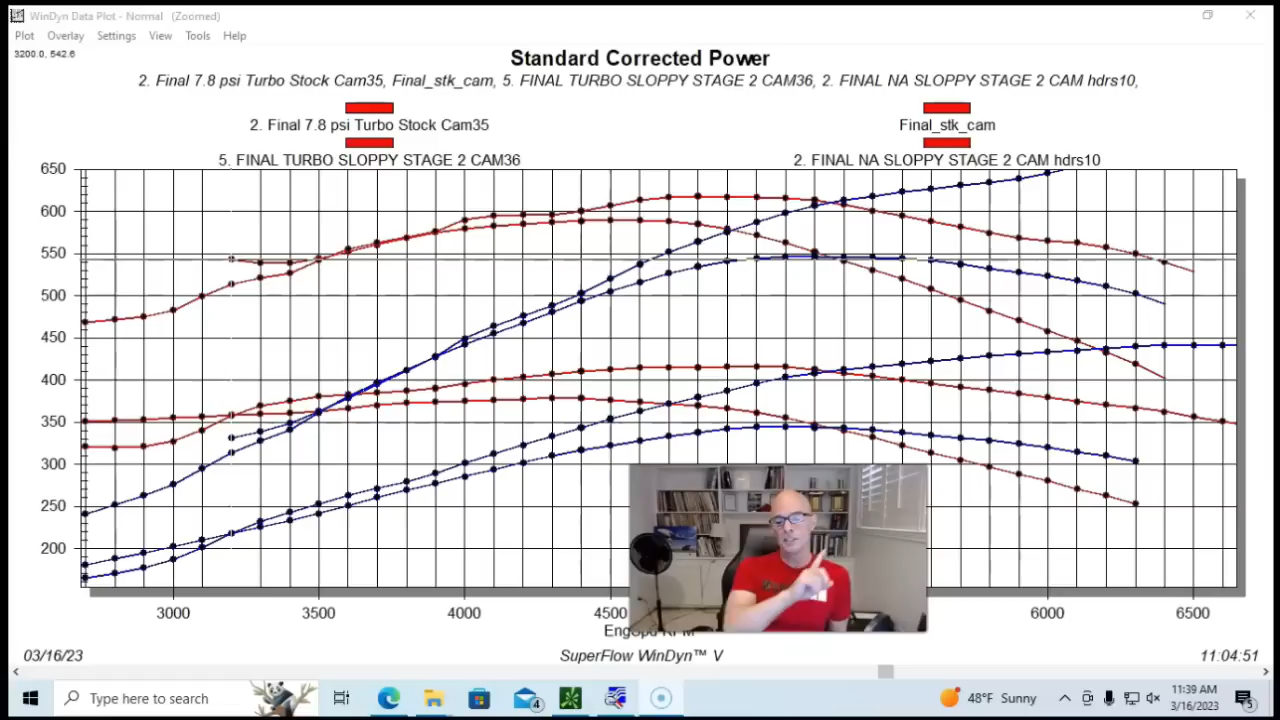 WinDyn Data Plot - Normal (Zoomed)
Plot Overlay Settings View Tools Help
3200.0, 542.6
Standard Corrected Power
2. Final 7.8 psi Turbo Stock Cam35, Final_stk_cam, 5. FINAL TURBO SLOPPY STAGE 2 CAM36, 2. FINAL NA SLOPPY STAGE 2 CAM hdrs10,
2. Final 7.8 psi Turbo Stock Cam35 Final_stk_cam
5. FINAL TURBO SLOPPY STAGE 2 CAM36 2. FINAL NA SLOPPY STAGE 2 CAM hdrs10
650
600
550
500
450
400
350
300
250
200
3000 3500 4000 4500 6000 6500
EngSpd RPM
03/16/23 SuperFlow WinDyn™ V 11:04:51
Type here to search 4 48°F Sunny 11:39 AM
3/16/2023 5